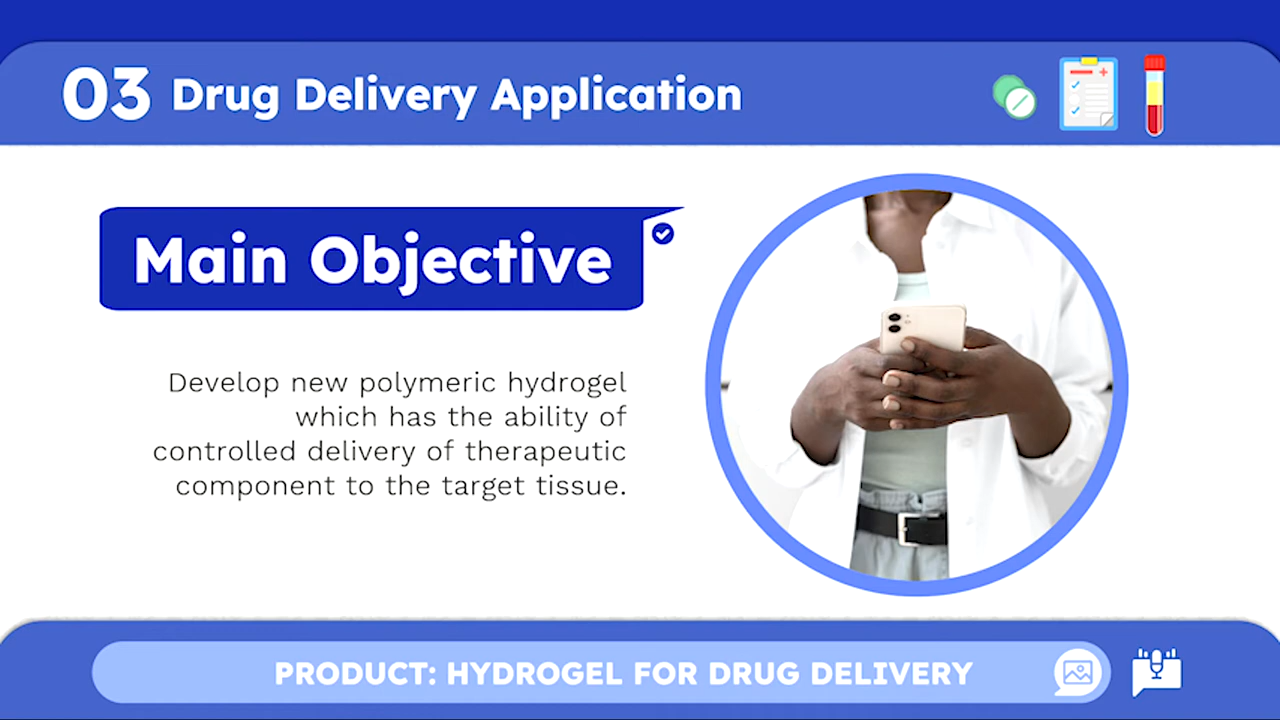 03 Drug Delivery Application
Main Objective
Develop new polymeric hydrogel
which has the ability of
controlled delivery of therapeutic
component to the target tissue.
PRODUCT: HYDROGEL FOR DRUG DELIVERY